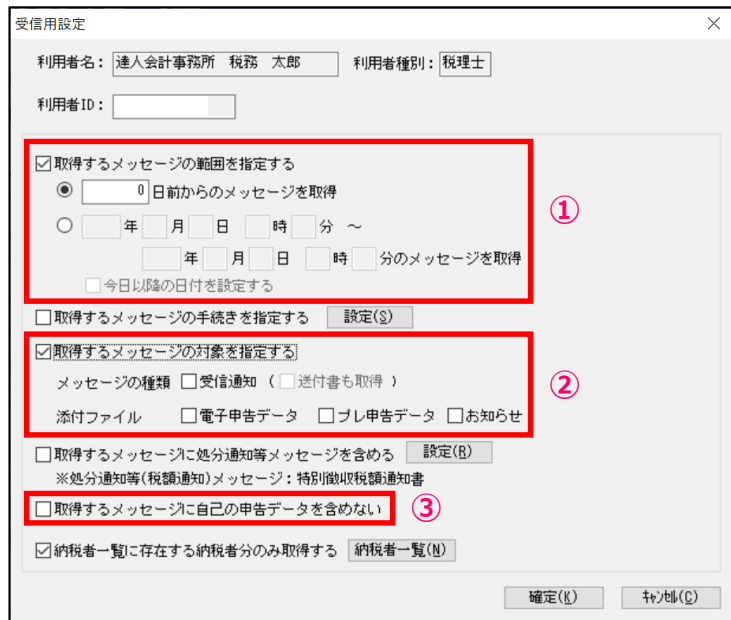 受信用設定
利用者名： 達人会計事務所 税務 太郎 利用者種別： 税理士
利用者ID：
取得するメッセージの範囲を指定する
0 日前からのメッセージを取得
年 月 日 時 分 ～
年 月 日 時 分のメッセージを取得
今日以降の日付を設定する
①
取得するメッセージの手続きを指定する 設定(S)
取得するメッセージの対象を指定する
メッセージの種類 受信通知 （ 送付書も取得 ）
添付ファイル 電子申告データ プレ申告データ お知らせ
②
取得するメッセージに処分通知等メッセージを含める 設定(R)
※処分通知等(税額通知)メッセージ：特別徴収税額通知書
取得するメッセージに自己の申告データを含めない ③
納税者一覧に存在する納税者分のみ取得する 納税者一覧(N)
確定(K) ｷｬﾝｾﾙ(C)